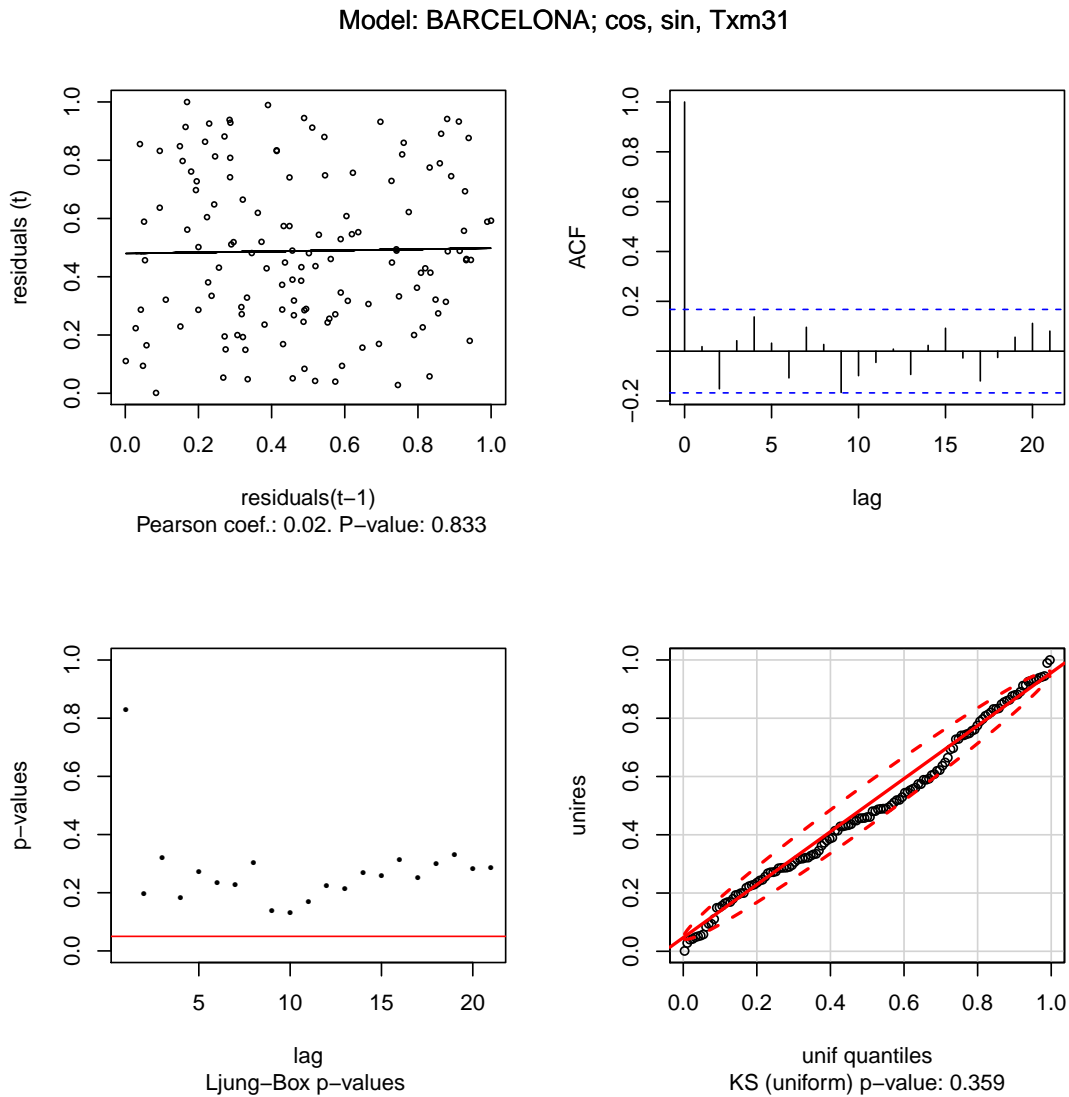 Model: BARCELONA; cos, sin, Txm31
residuals (t)
0.0 0.2 0.4 0.6 0.8 1.0
0.0 0.2 0.4 0.6 0.8 1.0
residuals(t−1)
Pearson coef.: 0.02. P−value: 0.833
ACF
−0.2 0.2 0.4 0.6 0.8 1.0
0 5 10 15 20
lag
p−values
0.0 0.2 0.4 0.6 0.8 1.0
5 10 15 20
lag
Ljung−Box p−values
unires
0.0 0.2 0.4 0.6 0.8 1.0
0.0 0.2 0.4 0.6 0.8 1.0
unif quantiles
KS (uniform) p−value: 0.359